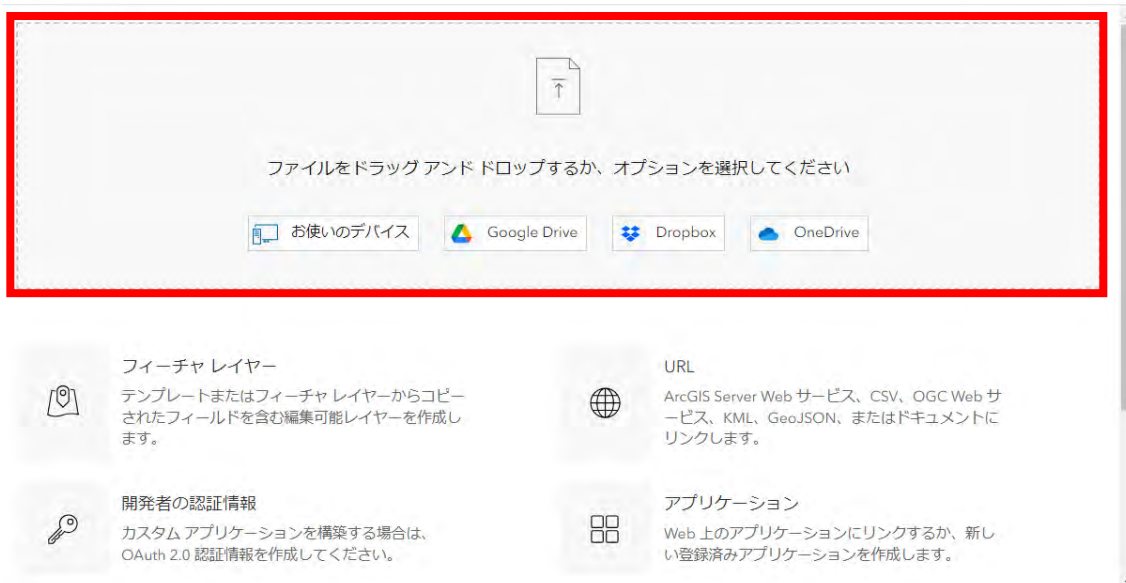 ファイルをドラッグ アンド ドロップするか、オプションを選択してください
お使いのデバイス
Google Drive
Dropbox
OneDrive
フィーチャ レイヤー
テンプレートまたはフィーチャ レイヤーからコピー
されたフィールドを含む編集可能レイヤーを作成し
ます。
URL
ArcGIS Server Web サービス、CSV、OGC Web サ
ービス、KML、GeoJSON、またはドキュメントに
リンクします。
開発者の認証情報
カスタム アプリケーションを構築する場合は、
OAuth 2.0 認証情報を作成してください。
アプリケーション
Web 上のアプリケーションにリンクするか、新し
い登録済みアプリケーションを作成します。